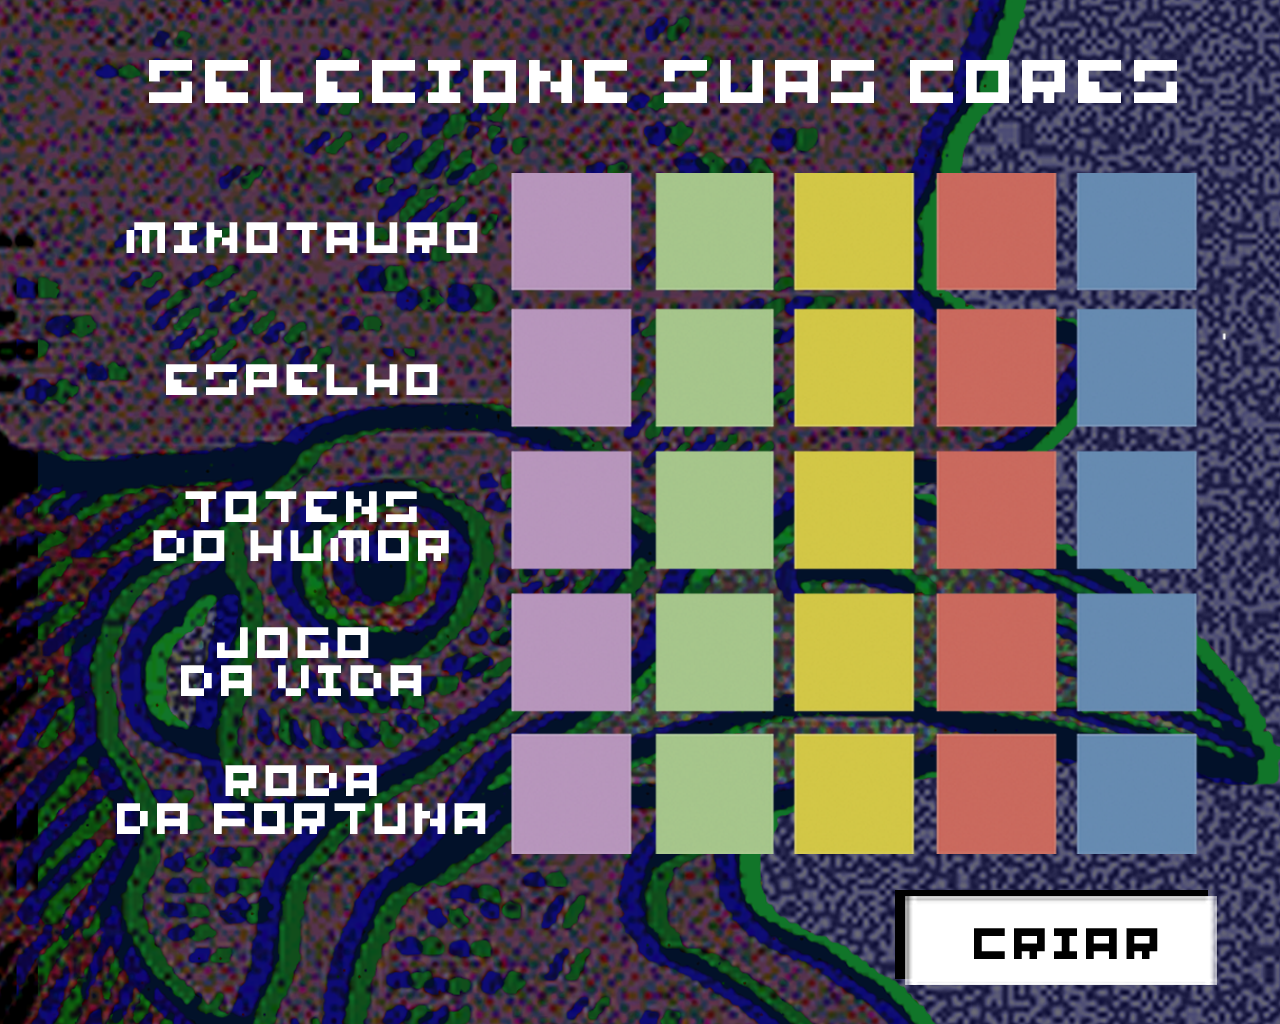 SELECIONE SUAS CORES
MINOTAURO
ESPELHO
TOTENS
DO HUMOR
JOGO
DA VIDA
RODA
DA FORTUNA
CRIAR